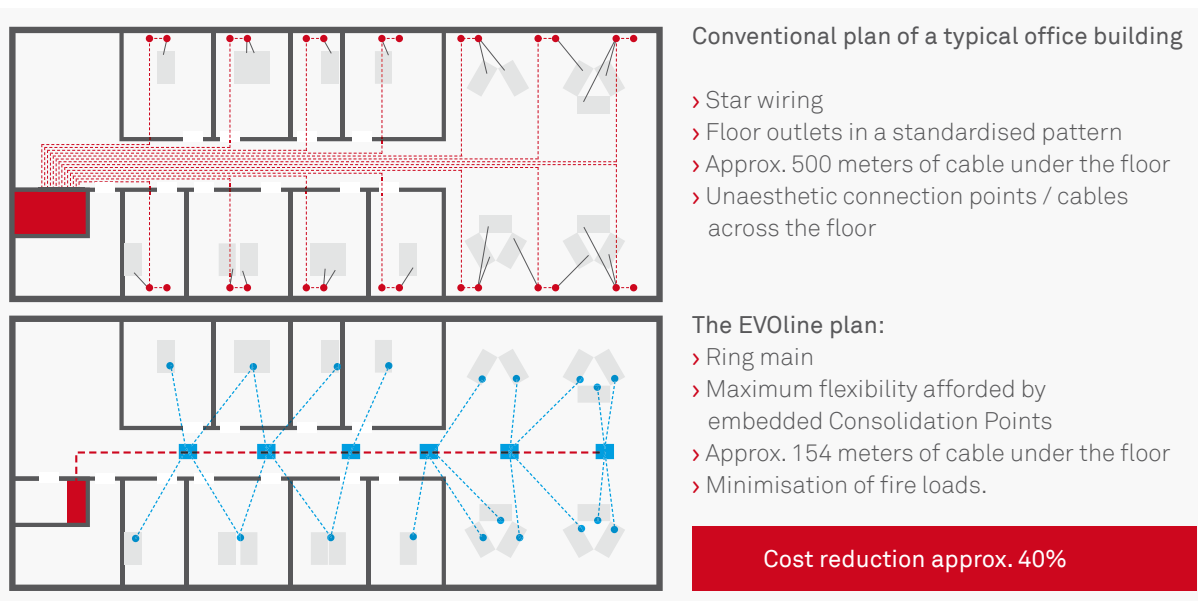 Conventional plan of a typical office building
› Star wiring
› Floor outlets in a standardised pattern
› Approx. 500 meters of cable under the floor
› Unaesthetic connection points / cables
across the floor
The EVOline plan:
› Ring main
› Maximum flexibility afforded by
embedded Consolidation Points
› Approx. 154 meters of cable under the floor
› Minimisation of fire loads.
Cost reduction approx. 40%